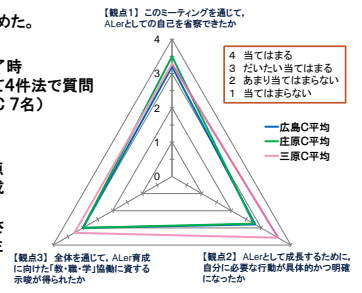 【観点1】 このミーティングを通じて、
ALerとしての自己を省察できたか
めた。
了時
て4件法で質問
C 7名)
4 当てはまる
3 だいたい当てはまる
2 あまり当てはまらない
1 当てはまらない
4
3
2
1
0
広島C平均
庄原C平均
三原C平均
【観点3】 全体を通じて, ALer育成
に向けた「教・職・学」協働に資する
示唆が得られたか
【観点2】 ALerとして成長するために,
自分に必要な行動が具体的かつ明確
になったか